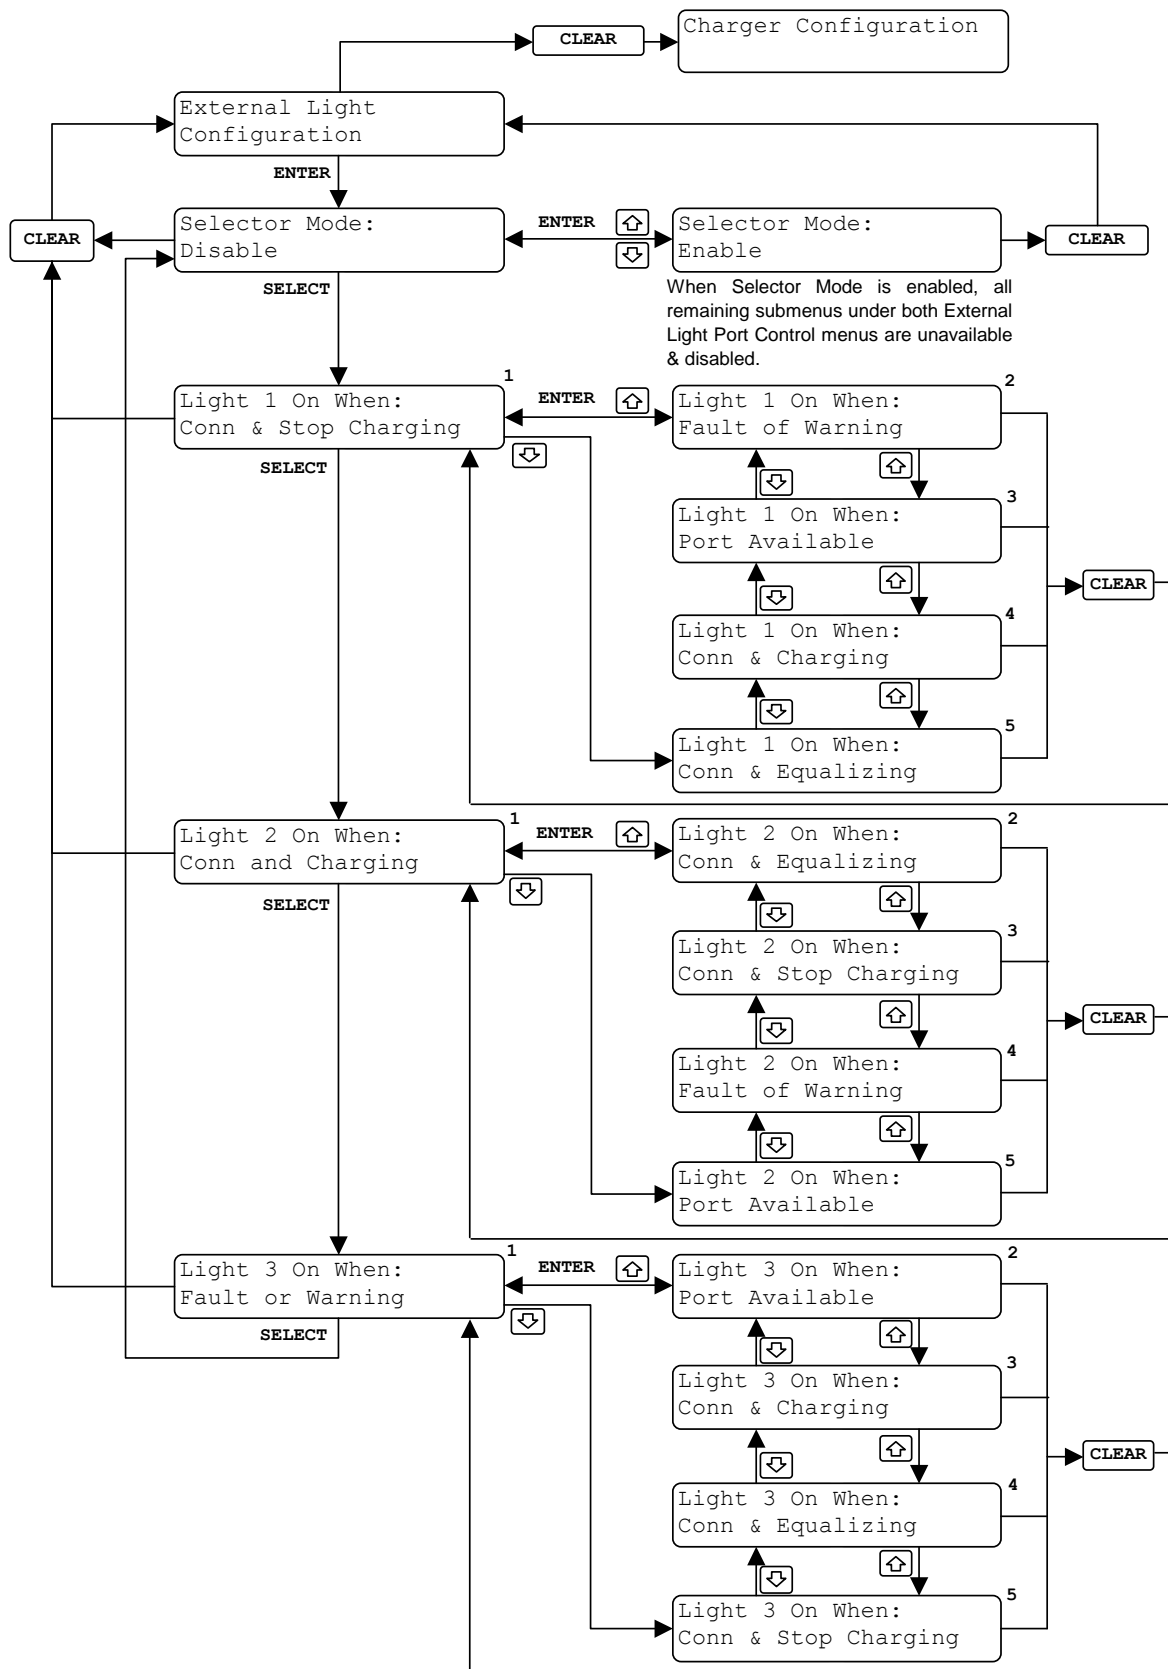 CLEAR
Charger Configuration
External Light
Configuration
ENTER
CLEAR
Selector Mode:
Disable
ENTER
Selector Mode:
Enable
CLEAR
SELECT
When Selector Mode is enabled, all
remaining submenus under both External
Light Port Control menus are unavailable
& disabled.
1
Light 1 On When:
Conn & Stop Charging
ENTER
2
Light 1 On When:
Fault of Warning
SELECT
3
Light 1 On When:
Port Available
CLEAR
4
Light 1 On When:
Conn & Charging
5
Light 1 On When:
Conn & Equalizing
1
Light 2 On When:
Conn and Charging
ENTER
2
Light 2 On When:
Conn & Equalizing
SELECT
3
Light 2 On When:
Conn & Stop Charging
CLEAR
4
Light 2 On When:
Fault of Warning
5
Light 2 On When:
Port Available
1
Light 3 On When:
Fault or Warning
ENTER
2
Light 3 On When:
Port Available
SELECT
3
Light 3 On When:
Conn & Charging
CLEAR
4
Light 3 On When:
Conn & Equalizing
5
Light 3 On When:
Conn & Stop Charging